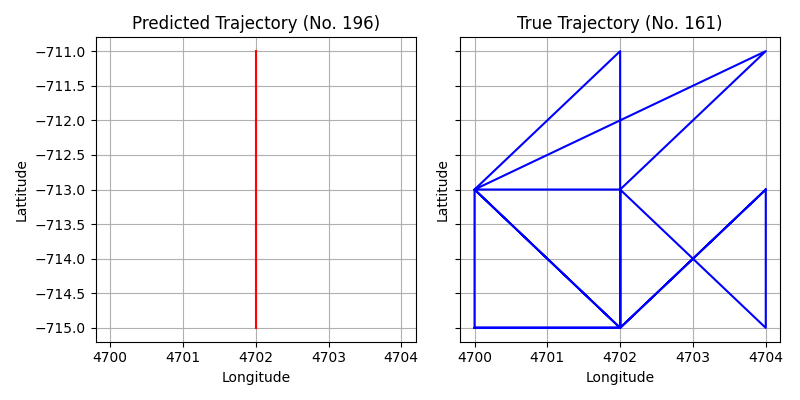 Predicted Trajectory (No. 196)
−711.0
−711.5
−712.0
−712.5
−713.0
−713.5
−714.0
−714.5
−715.0
Lattitude
4700 4701 4702 4703 4704
Longitude
True Trajectory (No. 161)
Lattitude
4700 4701 4702 4703 4704
Longitude